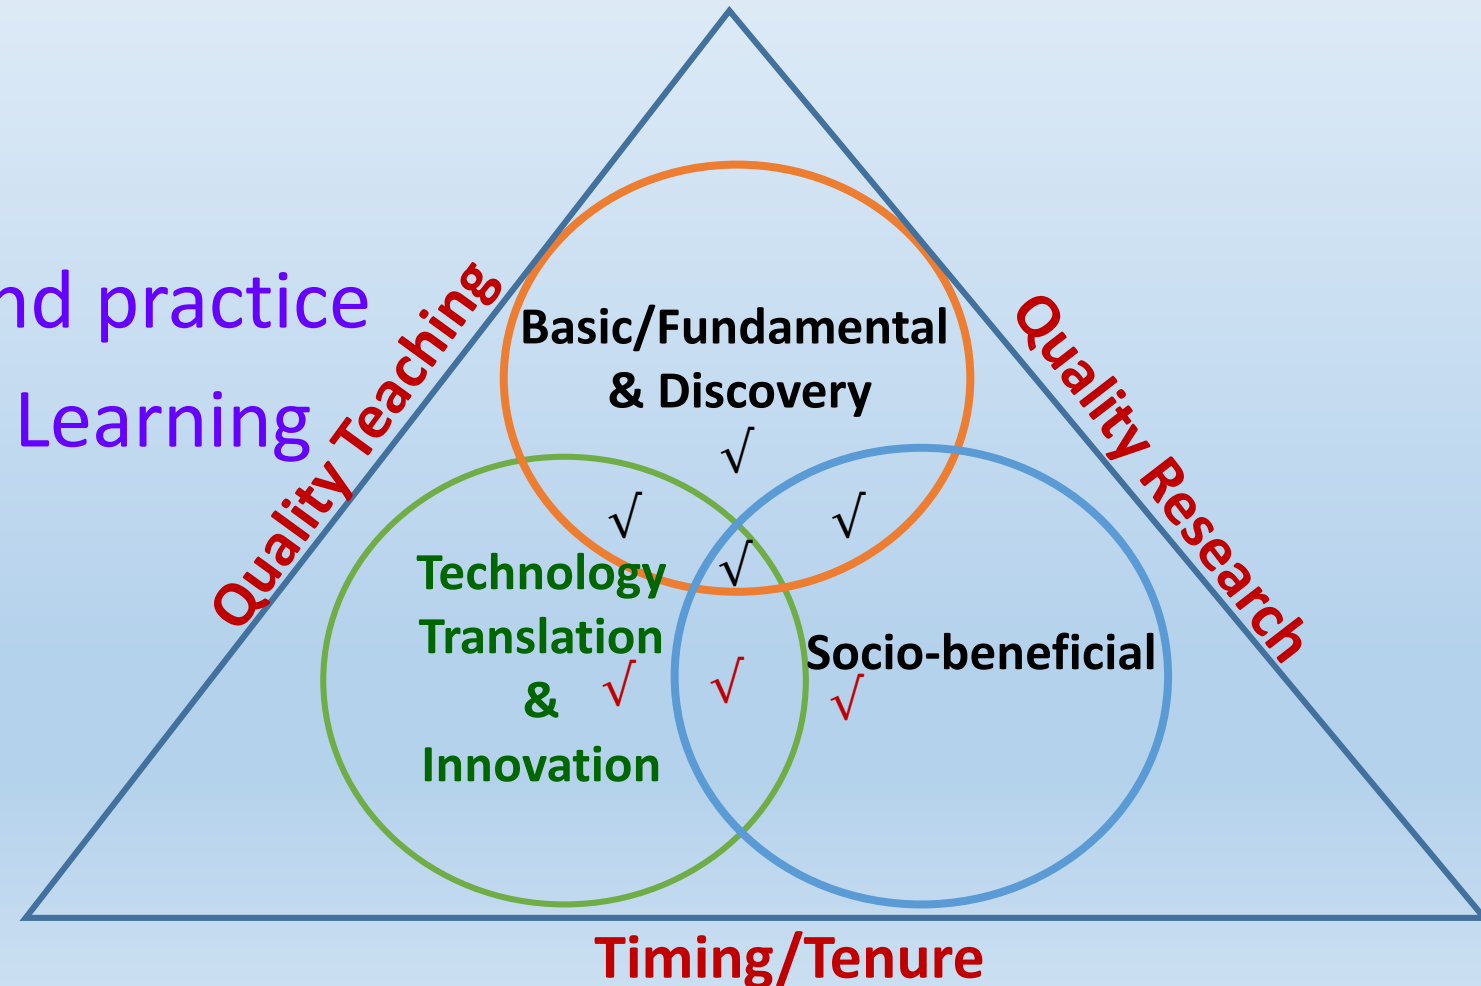 nd practice
Learning
Quality Teaching
Quality Research
Basic/Fundamental
& Discovery
√
√ √
√
Technology
Translation
&
Innovation
Socio-beneficial
√ √ √
Timing/Tenure